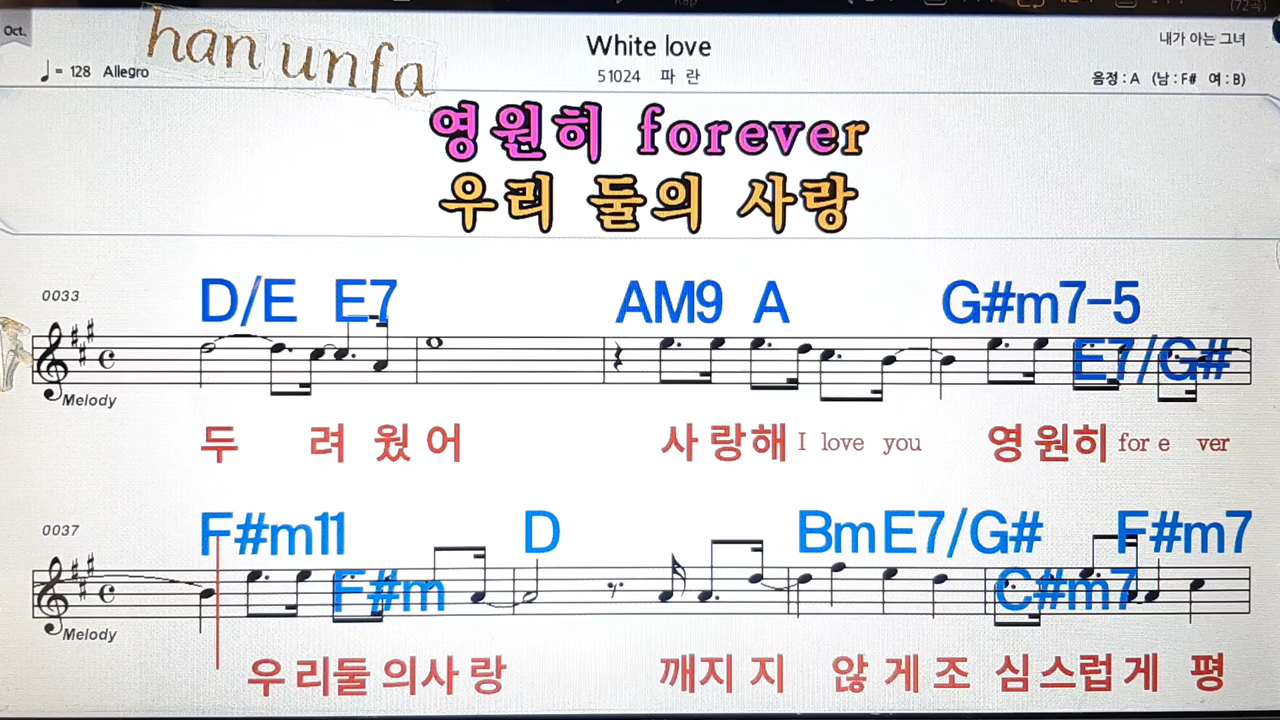 Oct.
han unfa
♩= 128 Allegro
White love
51024 파 란
내가 아는 그녀
음정 : A (남 : F# 여 : B)
영원히 forever
우리 둘의 사랑
0033
D/E E7 AM9 A G#m7-5
E7/G#
Melody
두 려 웠 어 사 랑해 I love you 영 원히 for e ver
0037
F#m11 D Bm E7/G# F#m7
F#m C#m7
Melody
우 리둘 의사 랑 깨지 지 않 게 조 심 스럽 게 평